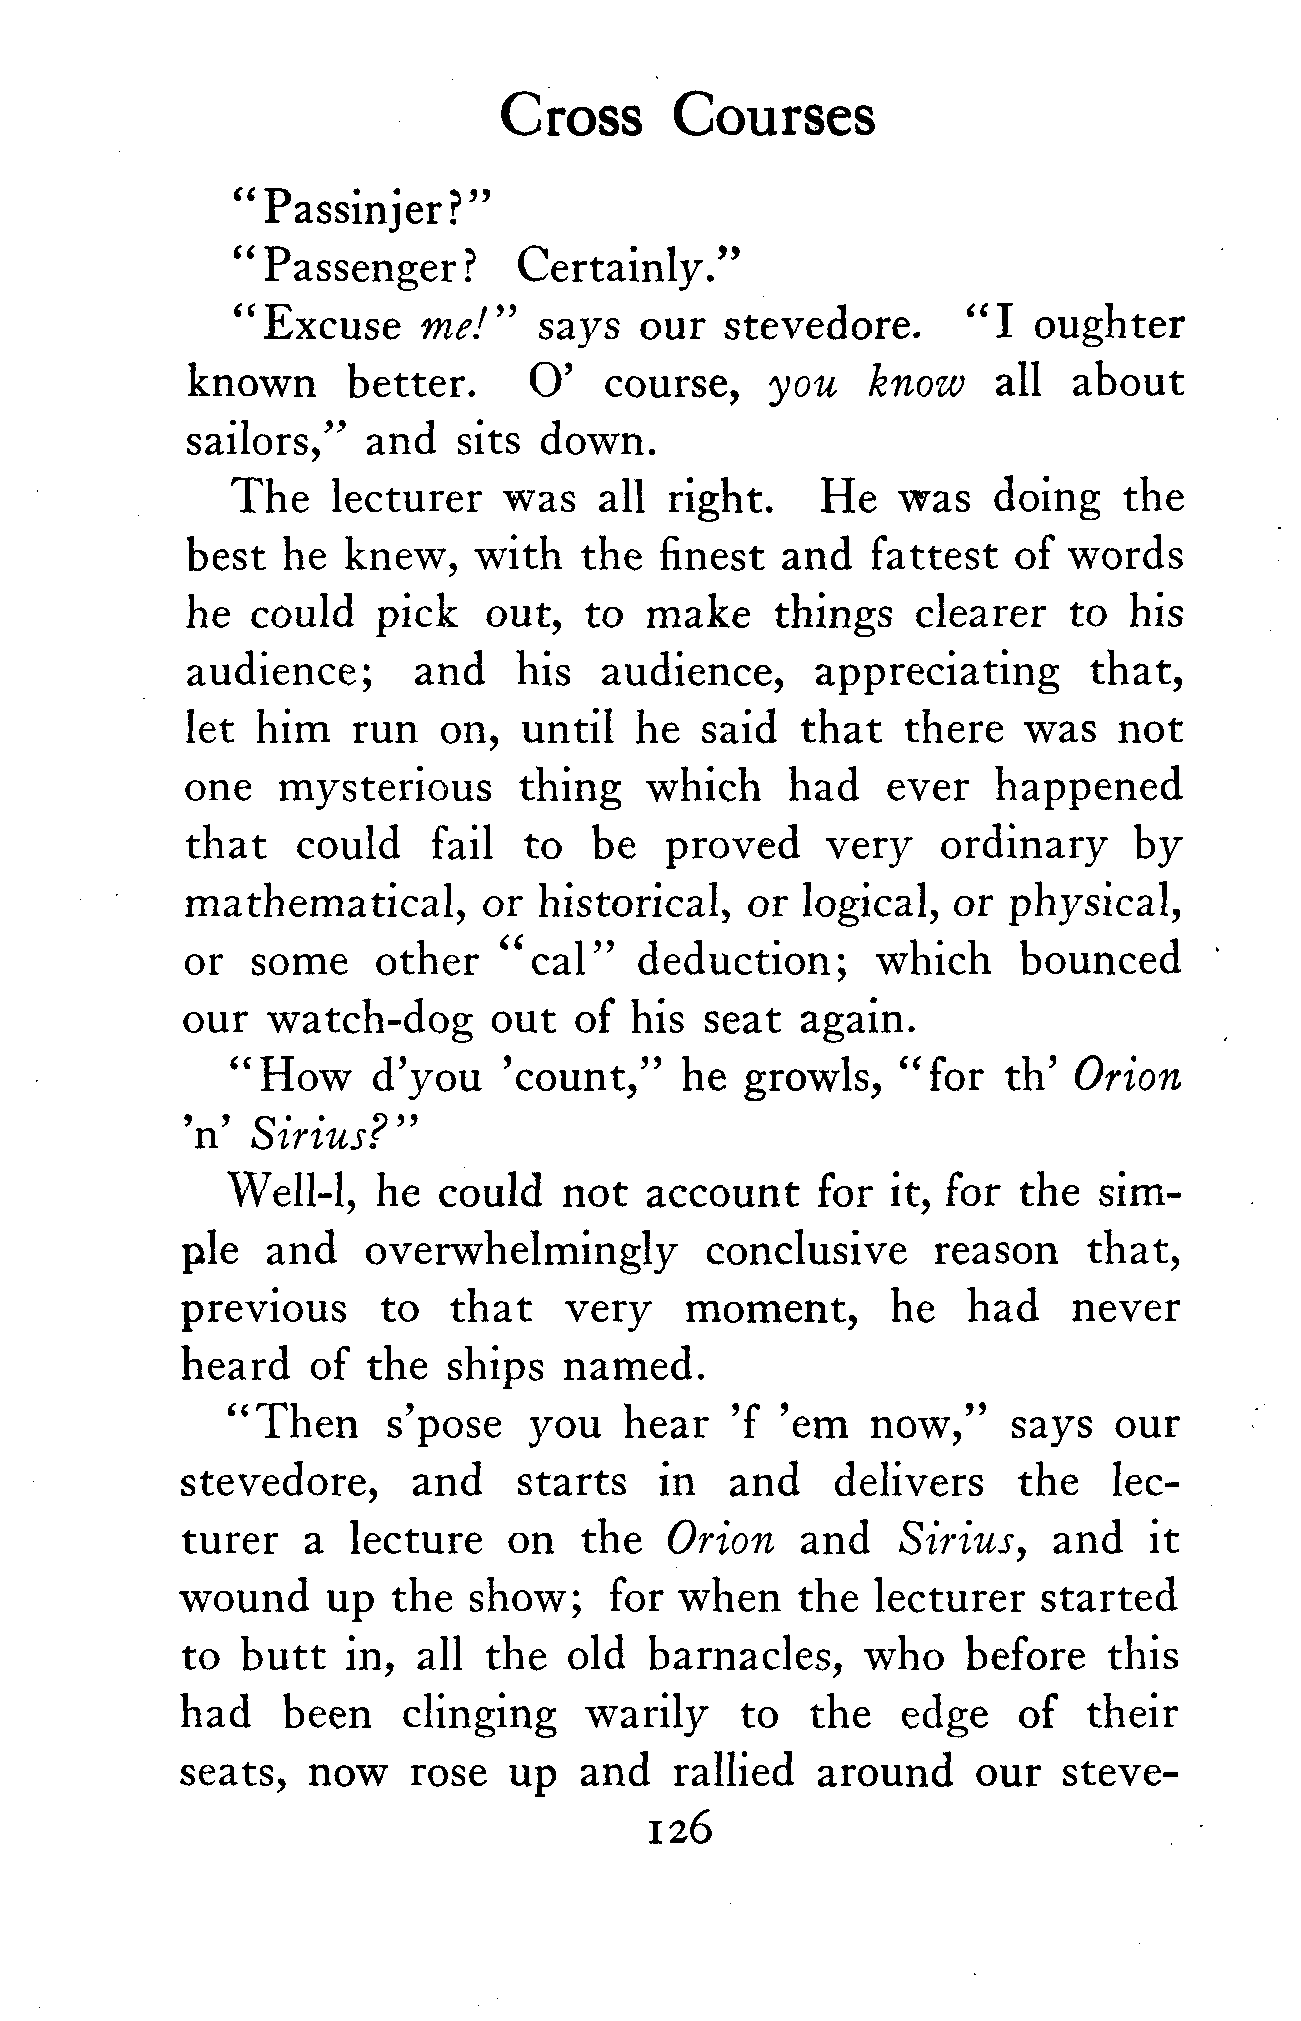 Cross Courses
"Passinjer?"
"Passenger? Certainly."
"Excuse me!" says our stevedore. "I oughter
known better. O' course, you know all about
sailors," and sits down.
The lecturer was all right. He was doing the
best he knew, with the finest and fattest of words
he could pick out, to make things clearer to his
audience; and his audience, appreciating that,
let him run on, until he said that there was not
one mysterious thing which had ever happened
that could fail to be proved very ordinary by
mathematical, or historical, or logical, or physical,
or some other "cal" deduction; which bounced
our watch-dog out of his seat again.
"How d'you 'count," he growls, "for th' Orion
'n' Sirius?"
Well-l, he could not account for it, for the sim-
ple and overwhelmingly conclusive reason that,
previous to that very moment, he had never
heard of the ships named.
"Then s'pose you hear 'f 'em now," says our
stevedore, and starts in and delivers the lec-
turer a lecture on the Orion and Sirius, and it
wound up the show; for when the lecturer started
to butt in, all the old barnacles, who before this
had been clinging warily to the edge of their
seats, now rose up and rallied around our steve-
126